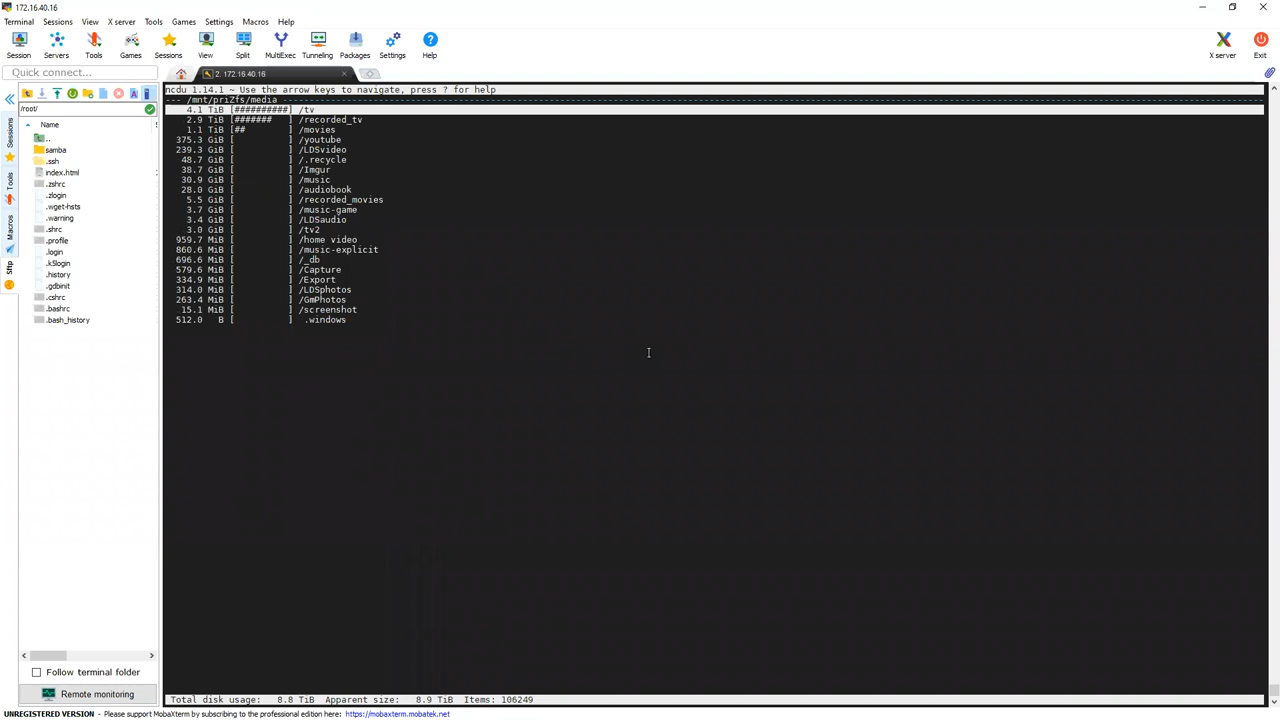 172.16.40.16
Terminal Sessions View X server Tools Games Settings Macros Help
Session Servers Tools Games Sessions View Split MultiExec Tunneling Packages Settings Help X server Exit
Quick connect...
2. 172.16.40.16
/root/
Name
..
samba
.ssh
index.html
.zshrc
.zlogin
.wget-hsts
.warning
.shrc
.profile
.login
.k5login
.history
.gdbinit
.cshrc
.bashrc
.bash_history
Sessions
Tools
Macros
Sftp
Follow terminal folder
Remote monitoring
ncdu 1.14.1 ~ Use the arrow keys to navigate, press ? for help
--- /mnt/priZfs/media ---
4.1 TiB [##########] /tv
2.9 TiB [####### ] /recorded_tv
1.1 TiB [## ] /movies
375.3 GiB [ ] /youtube
239.3 GiB [ ] /LDSvideo
48.7 GiB [ ] /.recycle
38.7 GiB [ ] /Imgur
30.9 GiB [ ] /music
28.0 GiB [ ] /audiobook
5.5 GiB [ ] /recorded_movies
3.7 GiB [ ] /music-game
3.4 GiB [ ] /LDSaudio
3.0 GiB [ ] /tv2
959.7 MiB [ ] /home video
860.6 MiB [ ] /music-explicit
696.6 MiB [ ] /_db
579.6 MiB [ ] /Capture
334.9 MiB [ ] /Export
314.0 MiB [ ] /LDSphotos
263.4 MiB [ ] /GmPhotos
15.1 MiB [ ] /screenshot
512.0 B [ ] .windows
Total disk usage: 8.8 TiB Apparent size: 8.9 TiB Items: 106249
UNREGISTERED VERSION - Please support MobaXterm by subscribing to the professional edition here: https://mobaxterm.mobatek.net